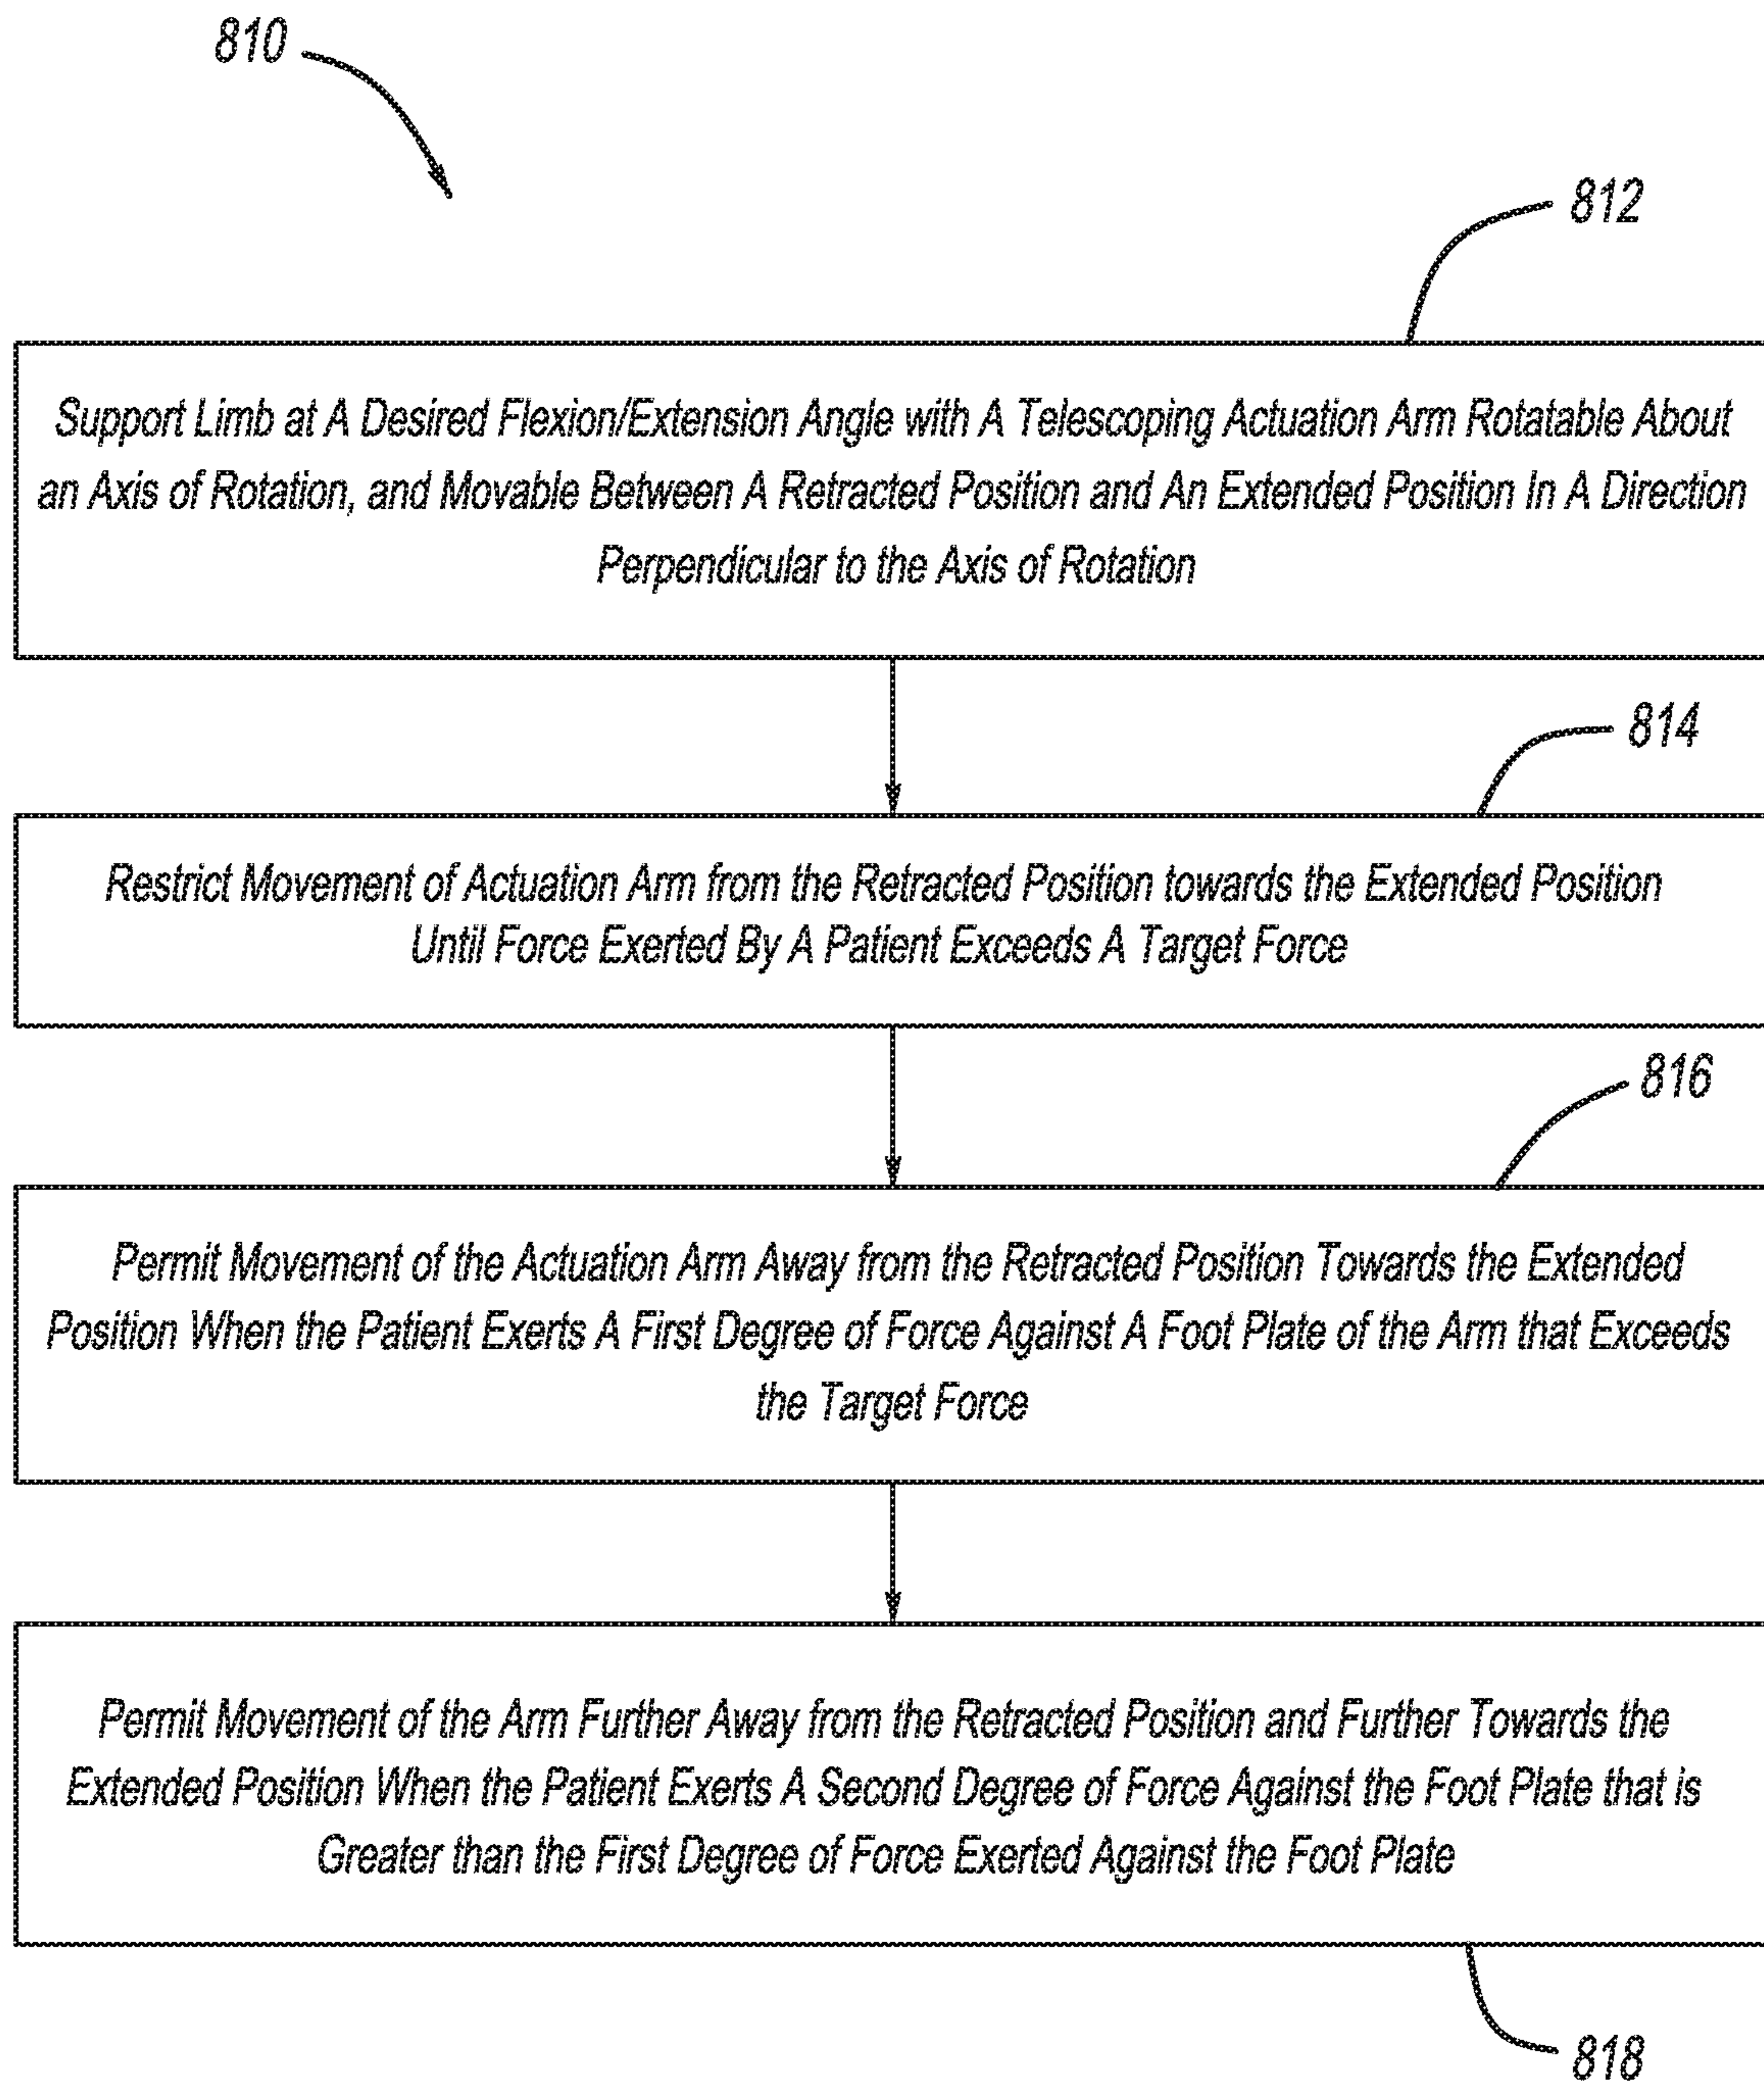 810
812
Support Limb at A Desired Flexion/Extension Angle with A Telescoping Actuation Arm Rotatable About
an Axis of Rotation, and Movable Between A Retracted Position and An Extended Position In A Direction
Perpendicular to the Axis of Rotation
814
Restrict Movement of Actuation Arm from the Retracted Position towards the Extended Position
Until Force Exerted By A Patient Exceeds A Target Force
816
Permit Movement of the Actuation Arm Away from the Retracted Position Towards the Extended
Position When the Patient Exerts A First Degree of Force Against A Foot Plate of the Arm that Exceeds
the Target Force
Permit Movement of the Arm Further Away from the Retracted Position and Further Towards the
Extended Position When the Patient Exerts A Second Degree of Force Against the Foot Plate that is
Greater than the First Degree of Force Exerted Against the Foot Plate
818